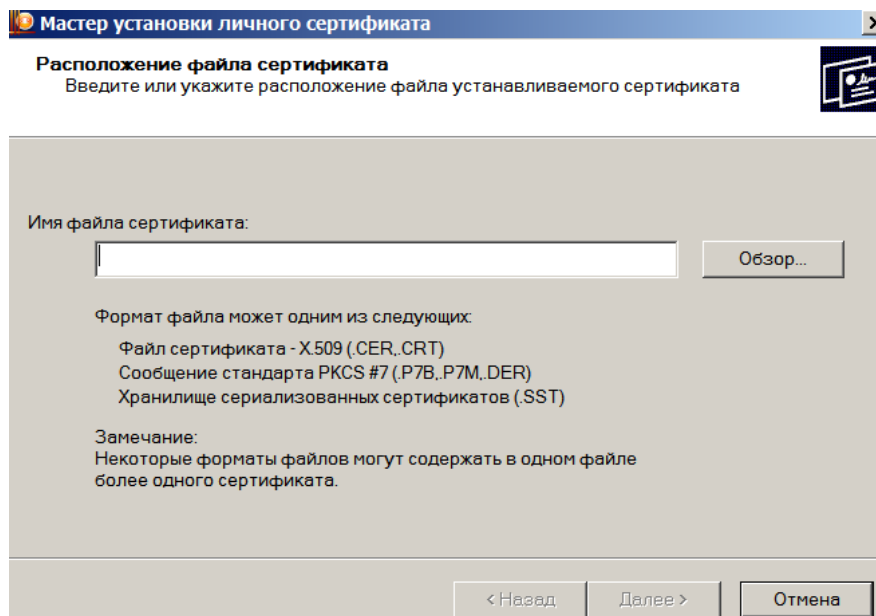 Мастер установки личного сертификата
Расположение файла сертификата
Введите или укажите расположение файла устанавливаемого сертификата
Имя файла сертификата:
Обзор...
Формат файла может одним из следующих:
Файл сертификата - X.509 (.CER,.CRT)
Сообщение стандарта PKCS #7 (.P7B,.P7M,.DER)
Хранилище сериализованных сертификатов (.SST)
Замечание:
Некоторые форматы файлов могут содержать в одном файле
более одного сертификата.
< Назад
Далее >
Отмена